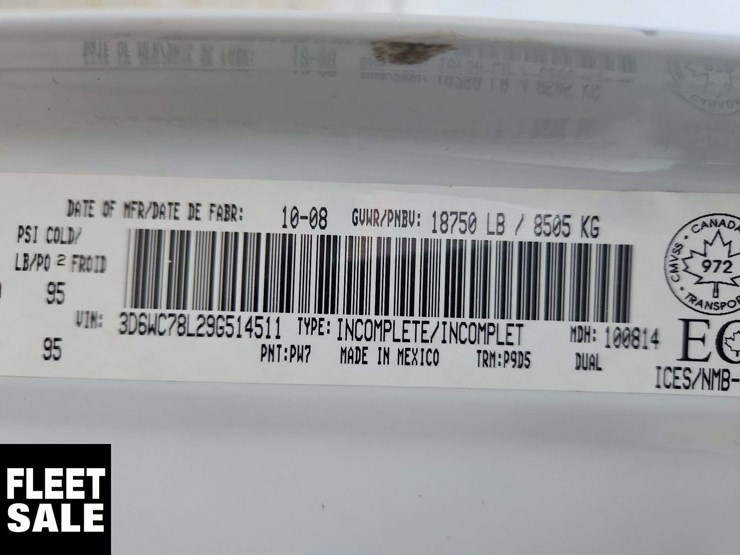 DATE OF MFR/DATE DE FABR: 10-08 GVWR/PNBV: 18750 LB / 8505 KG
PSI COLD/
LB/PO 2 FROID
95
VIN: 3D6WC78L29G514511 TYPE: INCOMPLETE/INCOMPLET MDH: 100814
95
PNT:PW7 MADE IN MEXICO TRM:P9D5 DUAL
CANADA
CMVSS
972
TRANSPOR
EC
ICES/NMB-
FLEET
SALE